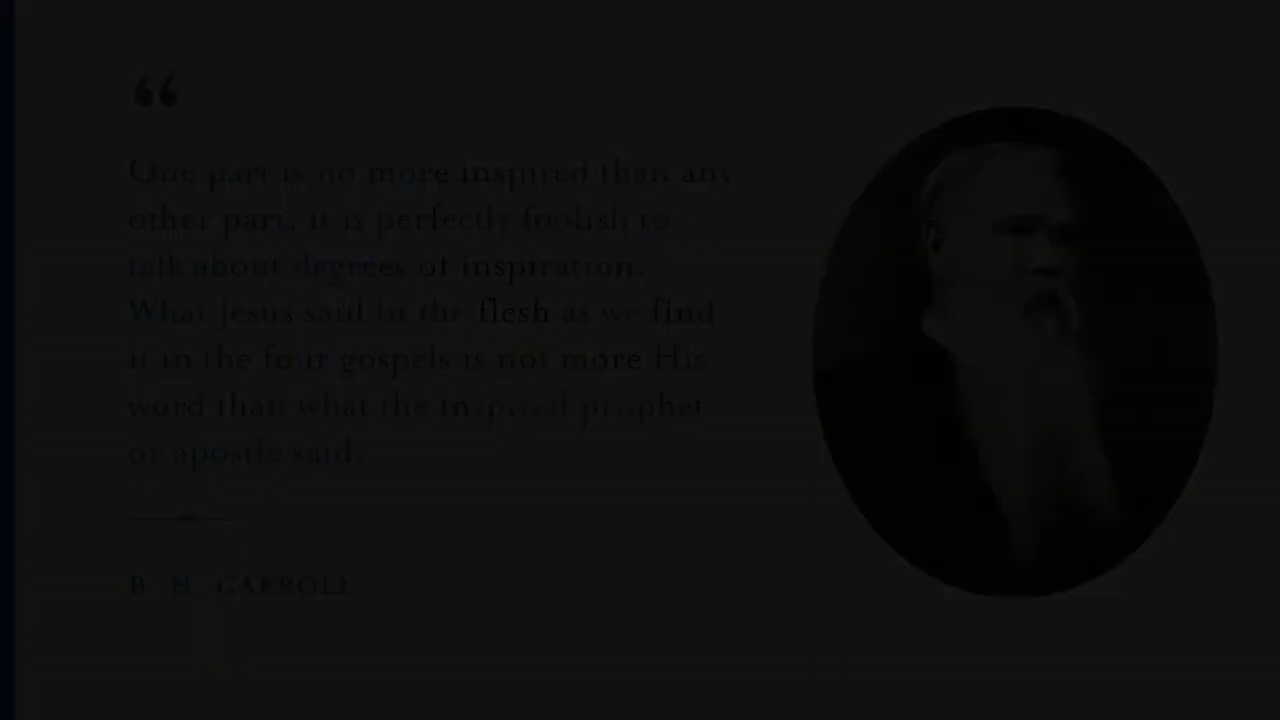 “
One part is no more inspired than any
other part; it is perfectly foolish to
talk about degrees of inspiration.
What Jesus said in the flesh as we find
it in the four gospels is not more His
word than what the inspired prophet
or apostle said.
B. H. CARROLL